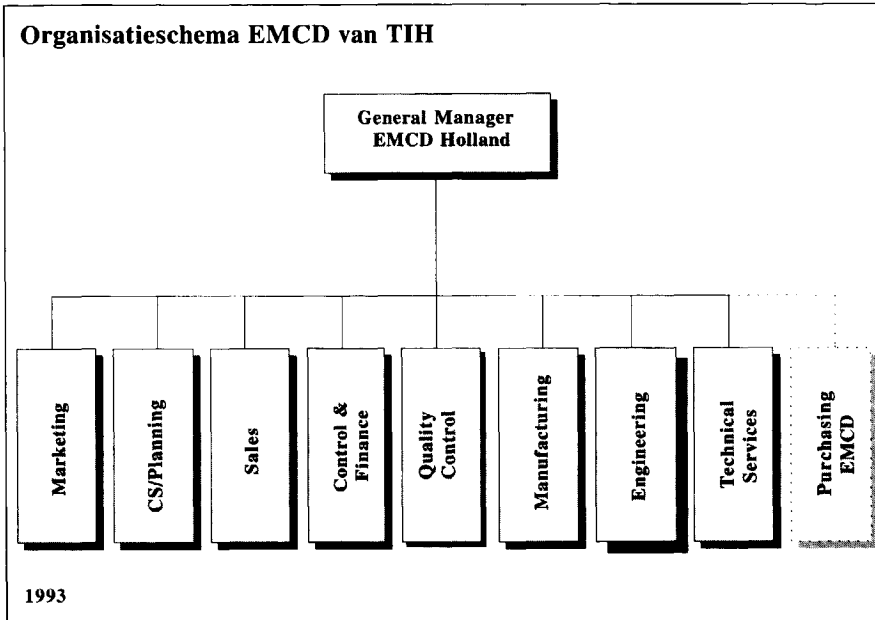 Organisatieschema EMCD van TIH
General Manager
EMCD Holland
Marketing
CS/Planning
Sales
Control &
Finance
Quality
Control
Manufacturing
Engineering
Technical
Services
Purchasing
EMCD
1993